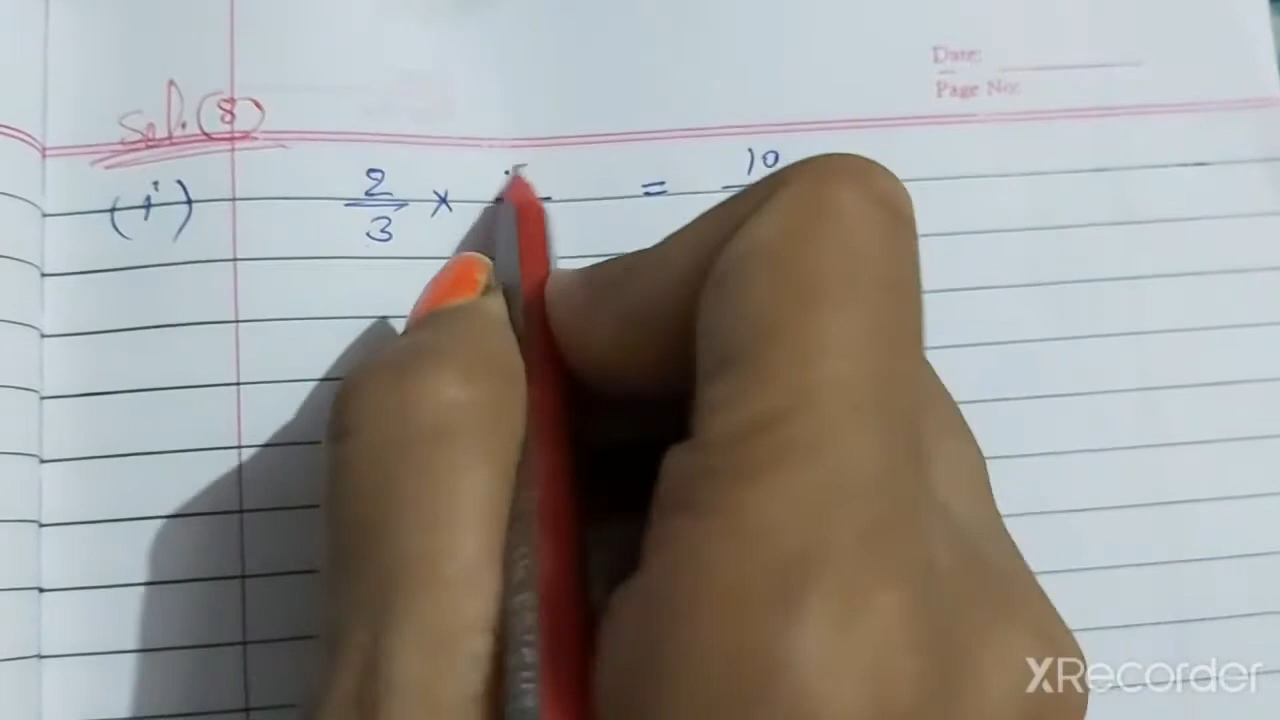 Date:
Page No:
Sol. (8)
(i) 2/3 × = 10
XRecorder